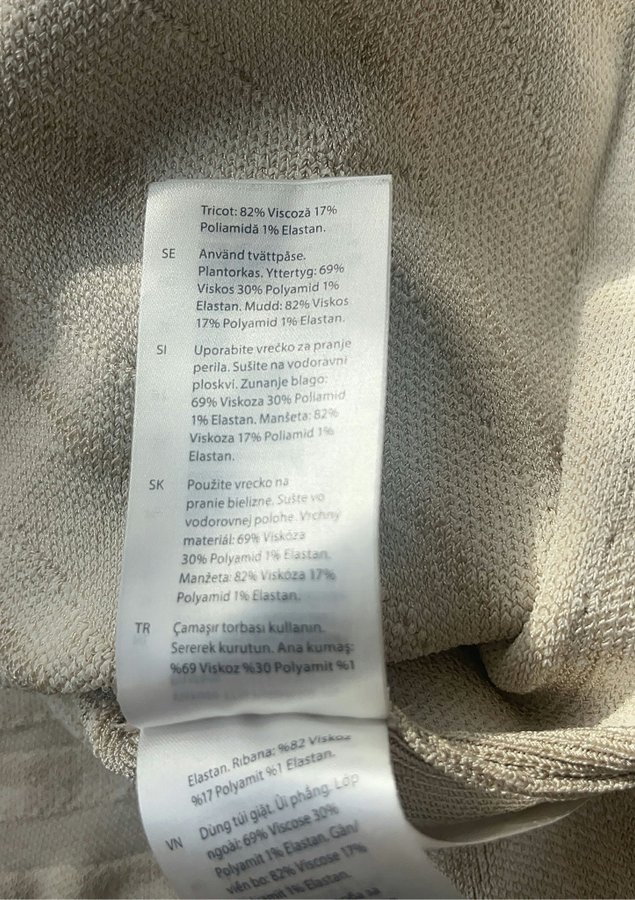 Tricot: 82% Viscoză 17%
Poliamidă 1% Elastan.
SE Använd tvättpåse.
Plantorkas. Yttertyg: 69%
Viskos 30% Polyamid 1%
Elastan. Mudd: 82% Viskos
17% Polyamid 1% Elastan.
SI Uporabite vrečko za pranje
perila. Sušite na vodoravni
ploskvi. Zunanje blago:
69% Viskoza 30% Poliamid
1% Elastan. Manšeta: 82%
Viskoza 17% Poliamid 1%
Elastan.
SK Použite vrecko na
pranie bielizne. Sušte vo
vodorovnej polohe. Vrchný
materiál: 69% Viskóza
30% Polyamid 1% Elastan.
Manžeta: 82% Viskóza 17%
Polyamid 1% Elastan.
TR Çamaşır torbası kullanın.
Sererek kurutun. Ana kumaş:
%69 Viskoz %30 Polyamit %1
Elastan. Ribana: %82 Viskoz
%17 Polyamit %1 Elastan.
VN Dùng túi giặt. Ủi phẳng. Lớp
ngoài: 69% Viscose 30%
Polyamit 1% Elastan. Gấn/
viền bo: 82% Viscose 17%
1% Elastan.